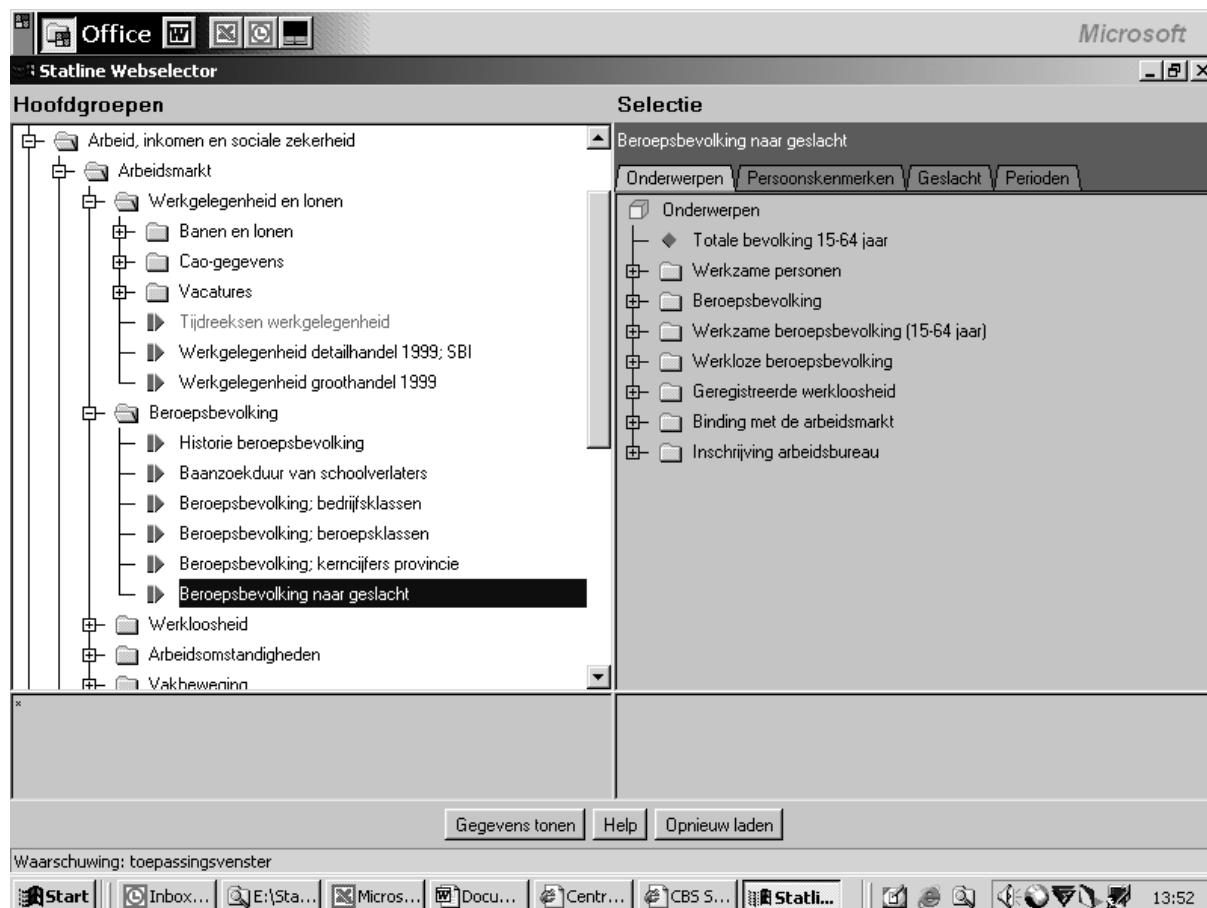 Office
Microsoft
Statline Webselector
Hoofdgroepen
Arbeid, inkomen en sociale zekerheid
Arbeidsmarkt
Werkgelegenheid en lonen
Banen en lonen
Cao-gegevens
Vacatures
Tijdreeksen werkgelegenheid
Werkgelegenheid detailhandel 1999; SBI
Werkgelegenheid groothandel 1999
Beroepsbevolking
Historie beroepsbevolking
Baanzoekduur van schoolverlaters
Beroepsbevolking; bedrijfsklassen
Beroepsbevolking; beroepsklassen
Beroepsbevolking; kerncijfers provincie
Beroepsbevolking naar geslacht
Werkloosheid
Arbeidsomstandigheden
Vakbeweging
Selectie
Beroepsbevolking naar geslacht
Onderwerpen Persoonskenmerken Geslacht Perioden
Onderwerpen
Totale bevolking 15-64 jaar
Werkzame personen
Beroepsbevolking
Werkzame beroepsbevolking (15-64 jaar)
Werkloze beroepsbevolking
Geregistreerde werkloosheid
Binding met de arbeidsmarkt
Inschrijving arbeidsbureau
Gegevens tonen Help Opnieuw laden
Waarschuwing: toepassingsvenster
Start Inbox... E:\Sta... Micros... Docu... Centr... CBS S... Statli... 13:52